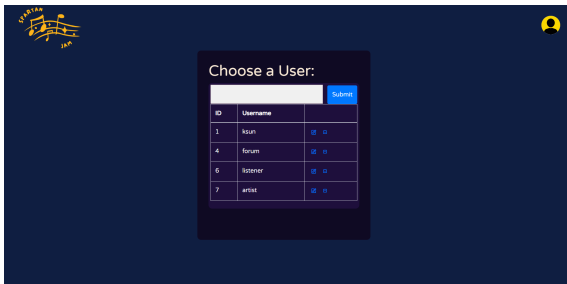 SPARTAN
JAM
Choose a User:
Submit
ID Username
1 ksun
4 forum
6 listener
7 artist